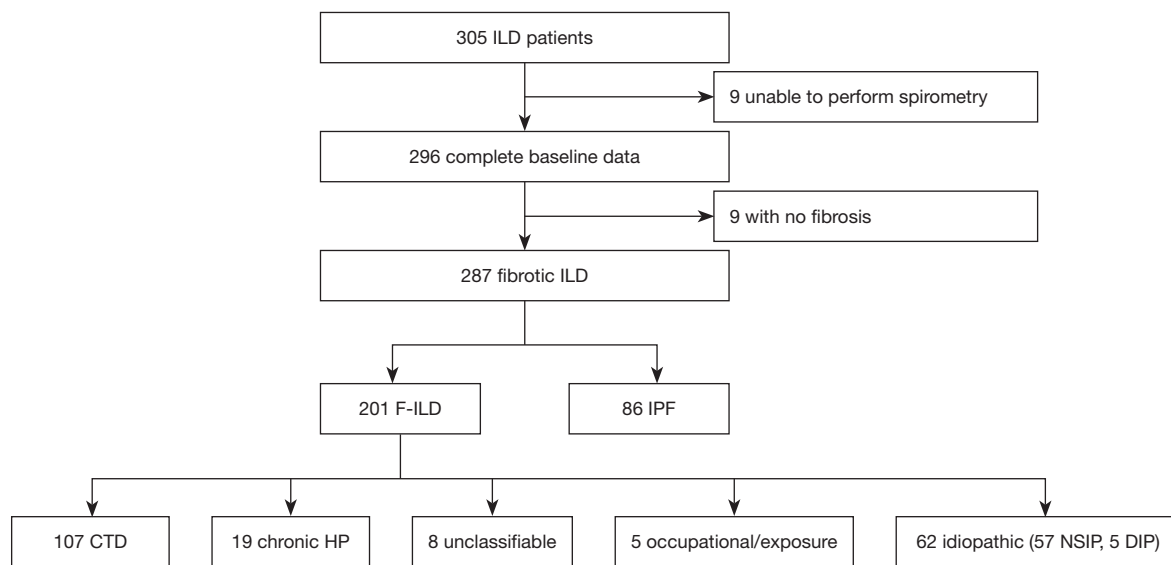 305 ILD patients
9 unable to perform spirometry
296 complete baseline data
9 with no fibrosis
287 fibrotic ILD
201 F-ILD
86 IPF
107 CTD
19 chronic HP
8 unclassifiable
5 occupational/exposure
62 idiopathic (57 NSIP, 5 DIP)